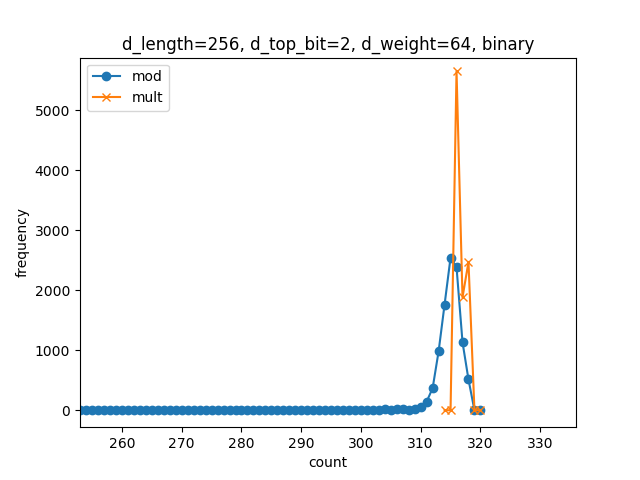 d_length=256, d_top_bit=2, d_weight=64, binary
mod
mult
frequency
5000
4000
3000
2000
1000
0
260
270
280
290
300
310
320
330
count